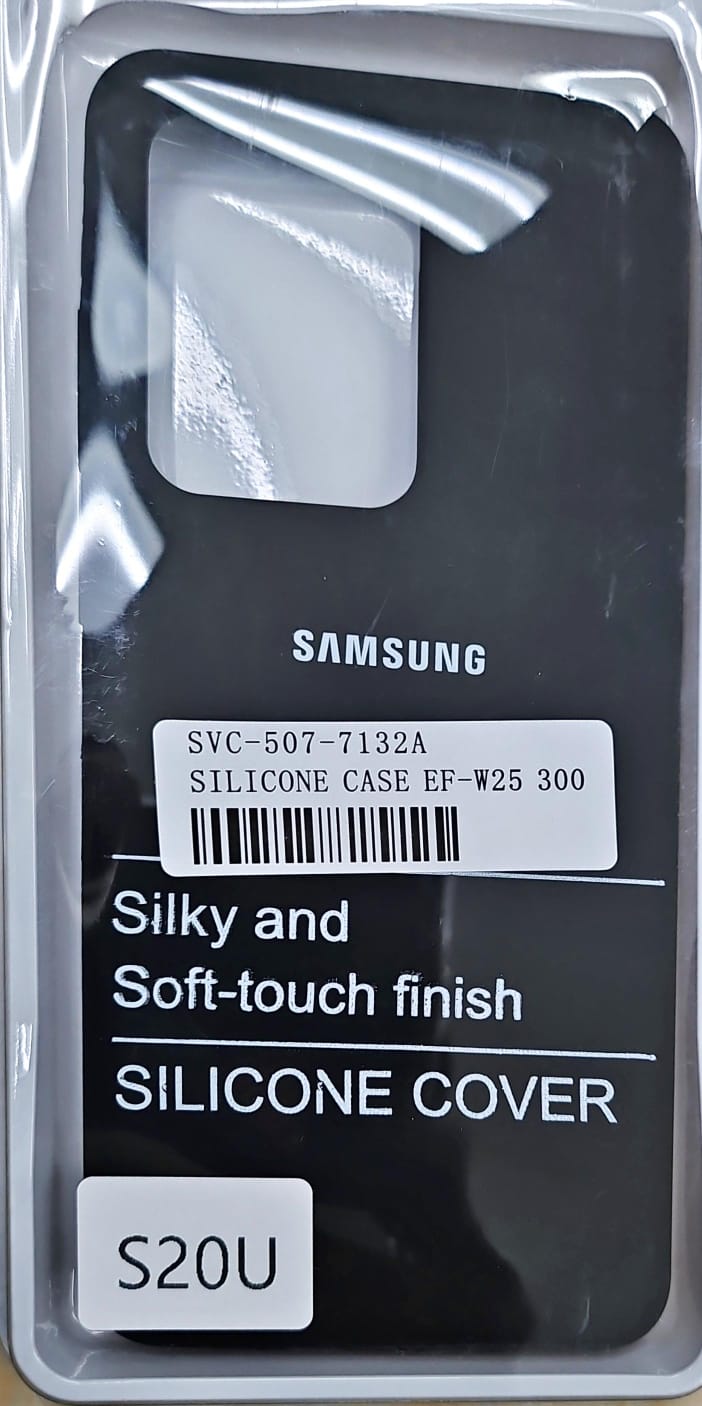 SAMSUNG
SVC-507-7132A
SILICONE CASE EF-W25 300
Silky and
Soft-touch finish
SILICONE COVER
S20U